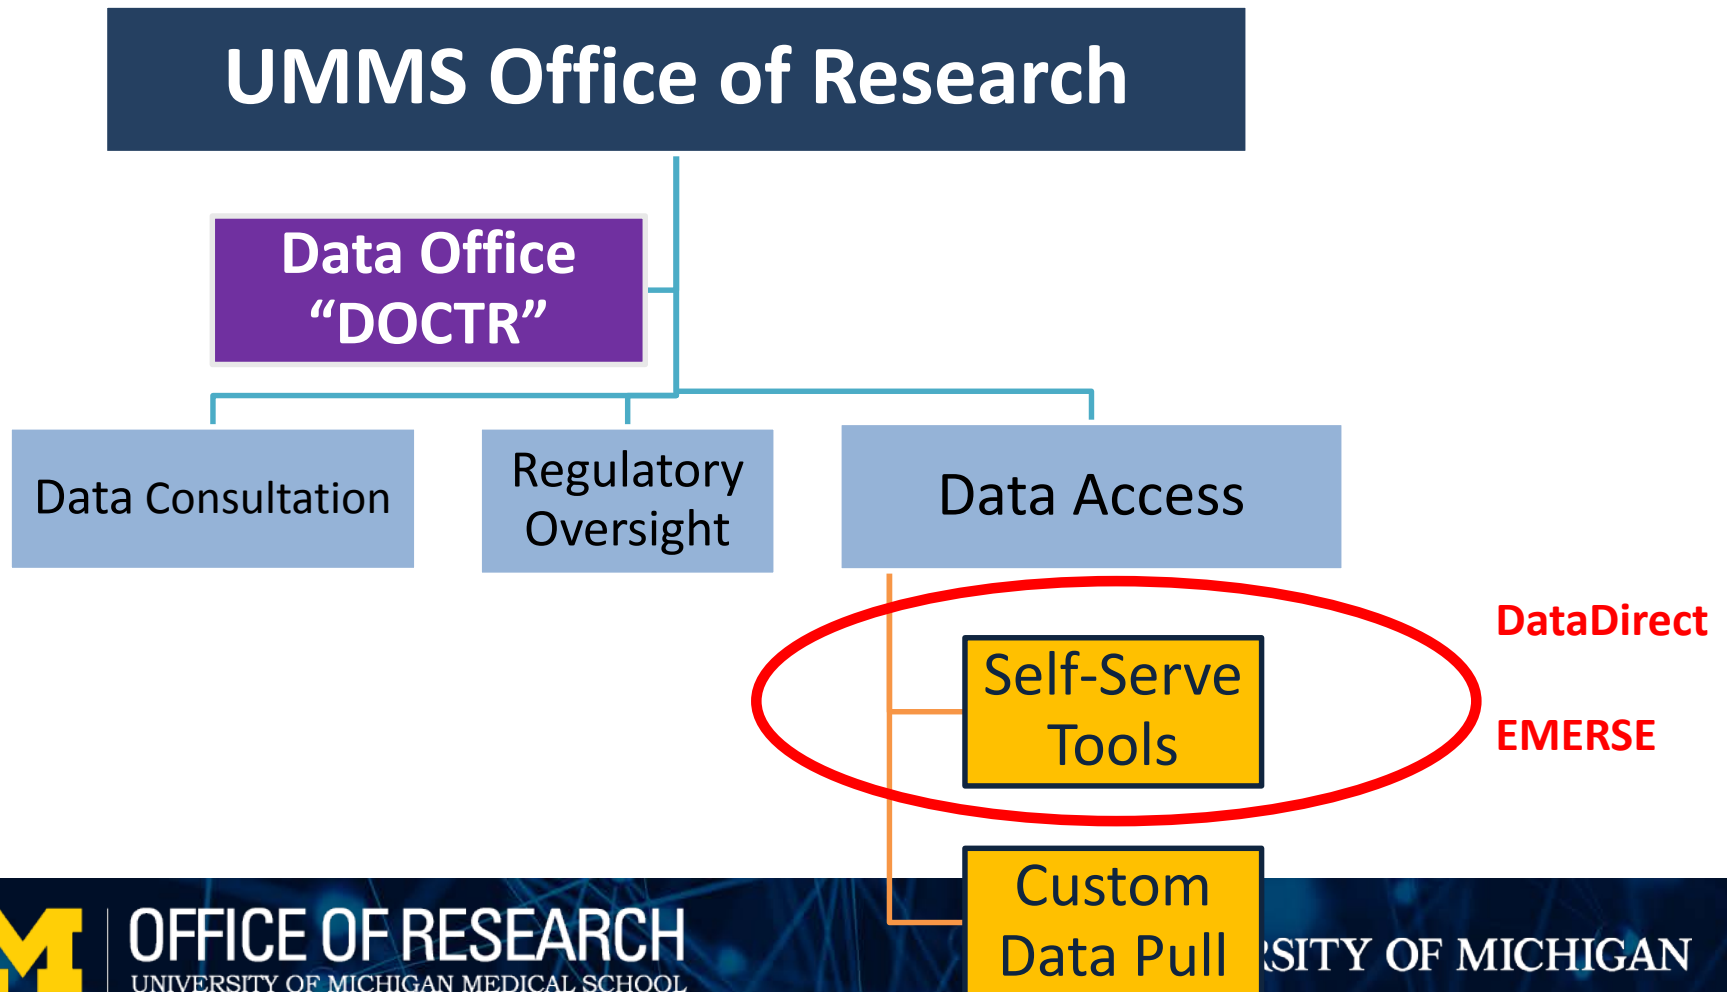 UMMS Office of Research
Data Office
“DOCTR”
Data Consultation
Regulatory
Oversight
Data Access
DataDirect
Self-Serve
Tools
EMERSE
Custom
Data Pull
M
OFFICE OF RESEARCH
UNIVERSITY OF MICHIGAN MEDICAL SCHOOL
OF MICHIGAN